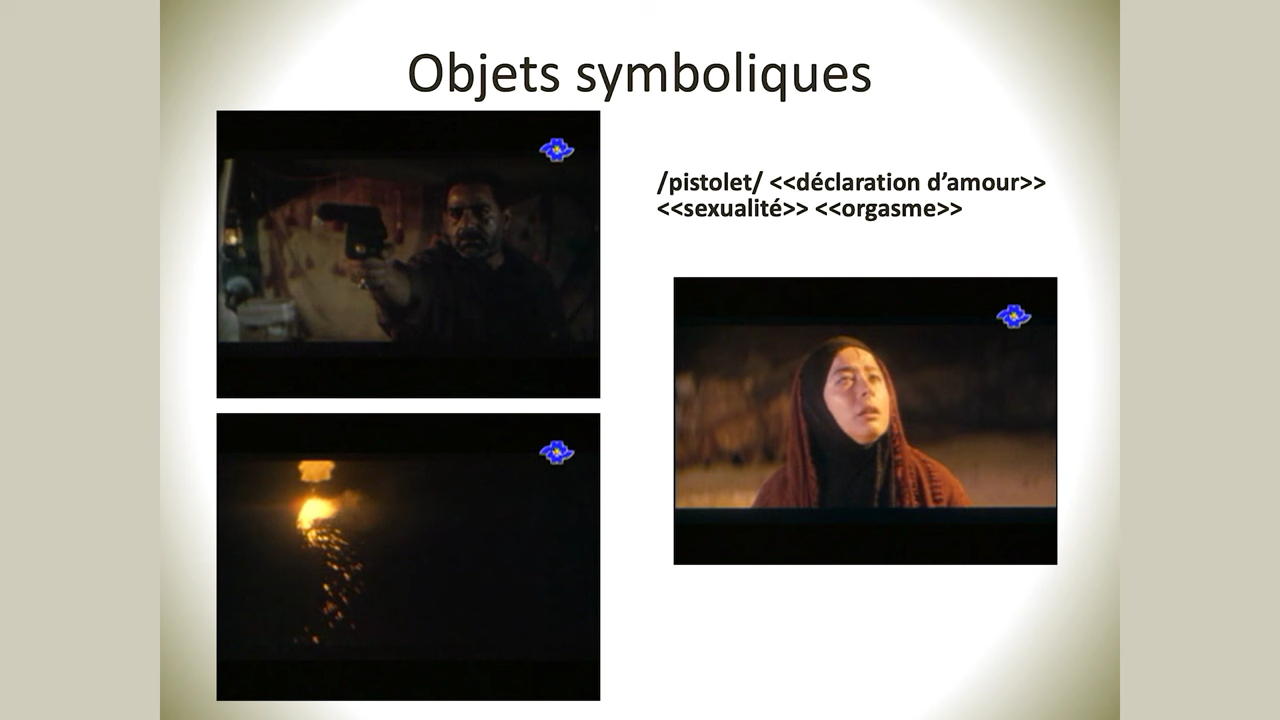 Objets symboliques
/pistolet/ <<déclaration d’amour>>
<<sexualité>> <<orgasme>>